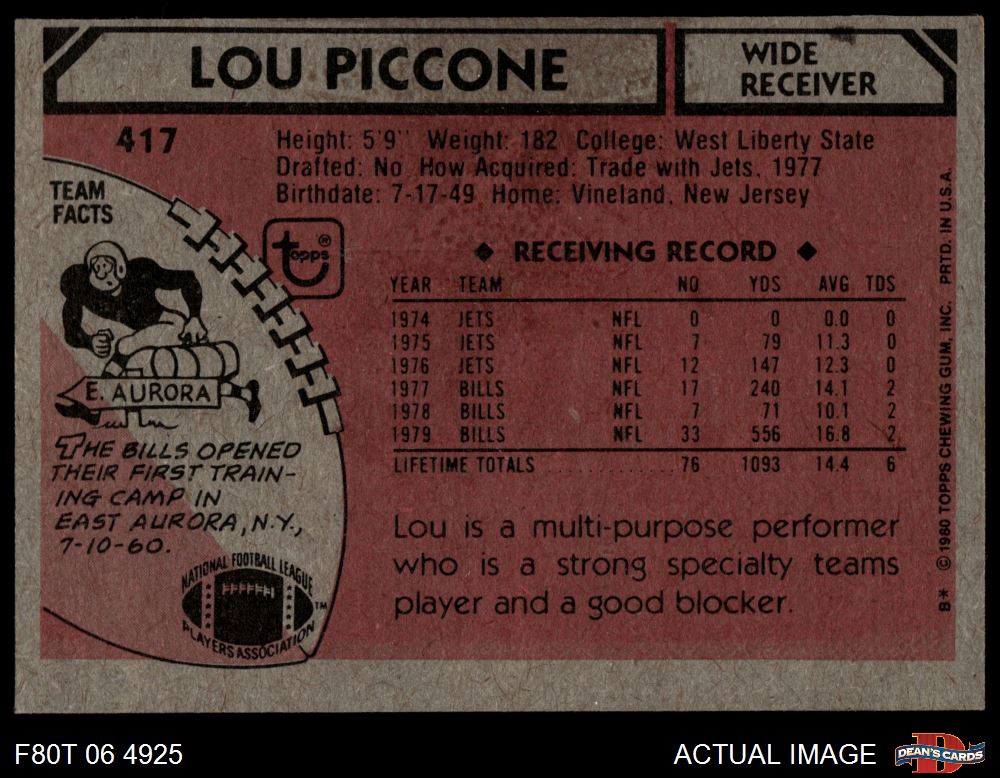 LOU PICCONE
WIDE
RECEIVER
417
Height: 5'9" Weight: 182 College: West Liberty State
Drafted: No How Acquired: Trade with Jets, 1977
Birthdate: 7-17-49 Home: Vineland, New Jersey
TEAM
FACTS
topps®
E. AURORA
THE BILLS OPENED
THEIR FIRST TRAIN-
ING CAMP IN
EAST AURORA, N.Y.,
7-10-60.
NATIONAL FOOTBALL LEAGUE
PLAYERS ASSOCIATION™
◆ RECEIVING RECORD ◆
YEAR TEAM NO YDS AVG TDS
1974 JETS NFL 0 0 0.0 0
1975 JETS NFL 7 79 11.3 0
1976 JETS NFL 12 147 12.3 0
1977 BILLS NFL 17 240 14.1 2
1978 BILLS NFL 7 71 10.1 2
1979 BILLS NFL 33 556 16.8 2
LIFETIME TOTALS ............ 76 1093 14.4 6
Lou is a multi-purpose performer
who is a strong specialty teams
player and a good blocker.
B* © 1980 TOPPS CHEWING GUM, INC. PRTD. IN U.S.A.
F80T 06 4925
ACTUAL IMAGE
DEAN'S CARDS